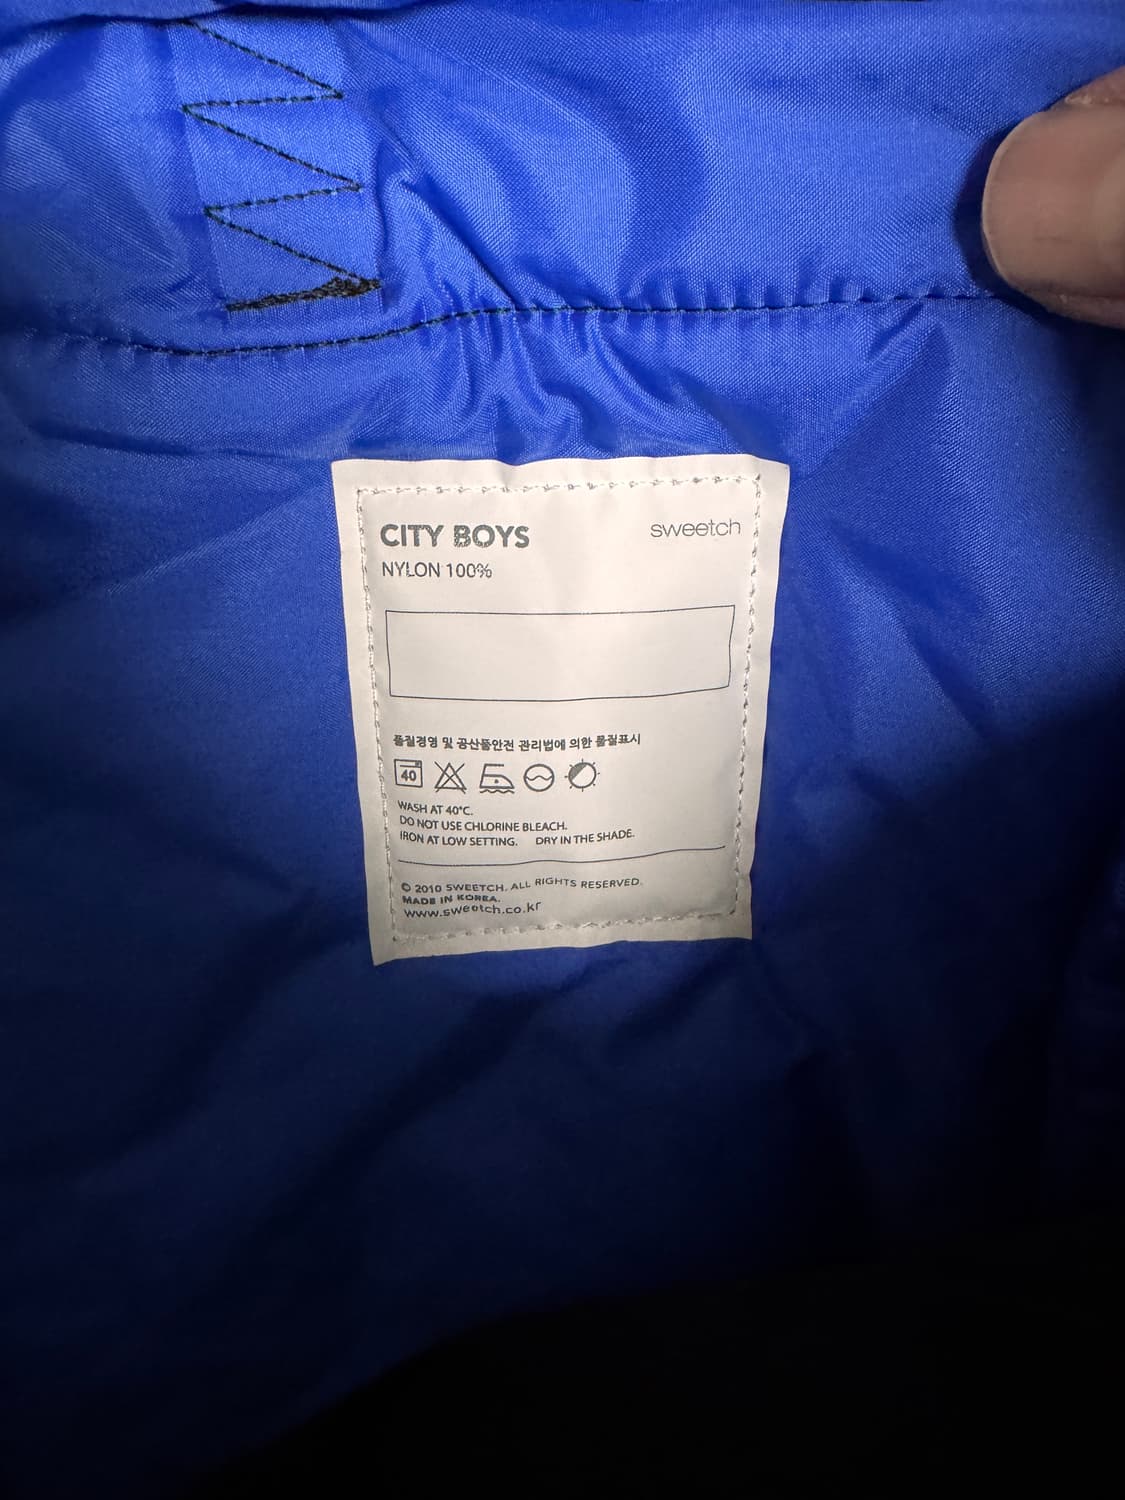 CITY BOYS sweetch
NYLON 100%
품질경영 및 공산품안전 관리법에 의한 품질표시
40
WASH AT 40°C.
DO NOT USE CHLORINE BLEACH.
IRON AT LOW SETTING. DRY IN THE SHADE.
© 2010 SWEETCH. ALL RIGHTS RESERVED.
MADE IN KOREA.
www.sweetch.co.kr